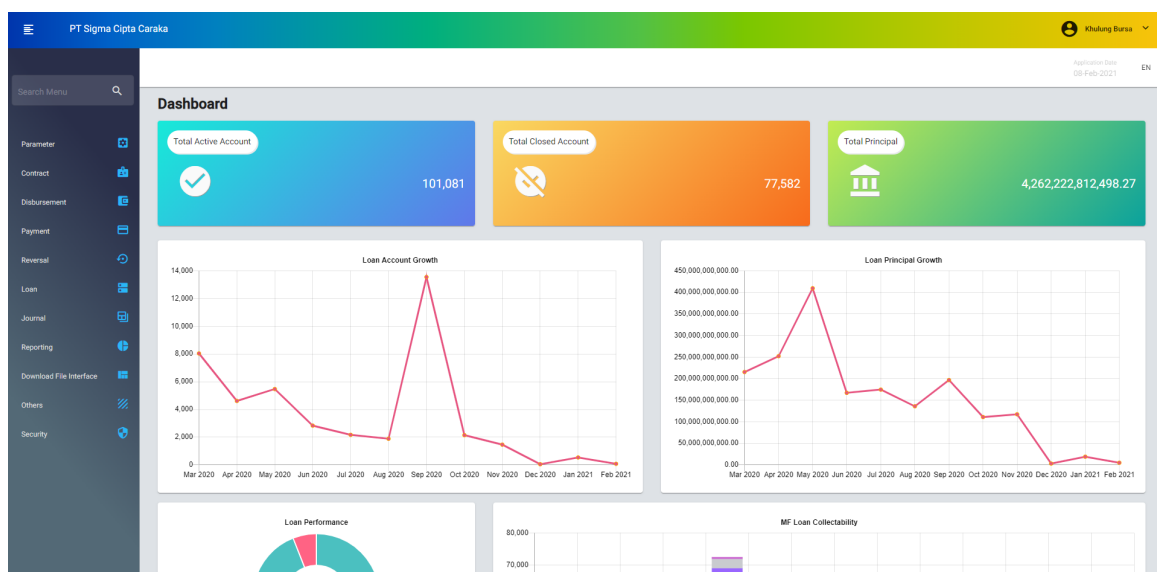 PT Sigma Cipta Caraka
Khulung Bursa
Application Date
08-Feb-2021
EN
Search Menu
Parameter
Contract
Disbursement
Payment
Reversal
Loan
Journal
Reporting
Download File Interface
Others
Security
Dashboard
Total Active Account
101,081
Total Closed Account
77,582
Total Principal
4,262,222,812,498.27
Loan Account Growth
14,000
12,000
10,000
8,000
6,000
4,000
2,000
0
Mar 2020 Apr 2020 May 2020 Jun 2020 Jul 2020 Aug 2020 Sep 2020 Oct 2020 Nov 2020 Dec 2020 Jan 2021 Feb 2021
Loan Principal Growth
450,000,000,000.00
400,000,000,000.00
350,000,000,000.00
300,000,000,000.00
250,000,000,000.00
200,000,000,000.00
150,000,000,000.00
100,000,000,000.00
50,000,000,000.00
0.00
Mar 2020 Apr 2020 May 2020 Jun 2020 Jul 2020 Aug 2020 Sep 2020 Oct 2020 Nov 2020 Dec 2020 Jan 2021 Feb 2021
Loan Performance
MF Loan Collectability
80,000
70,000